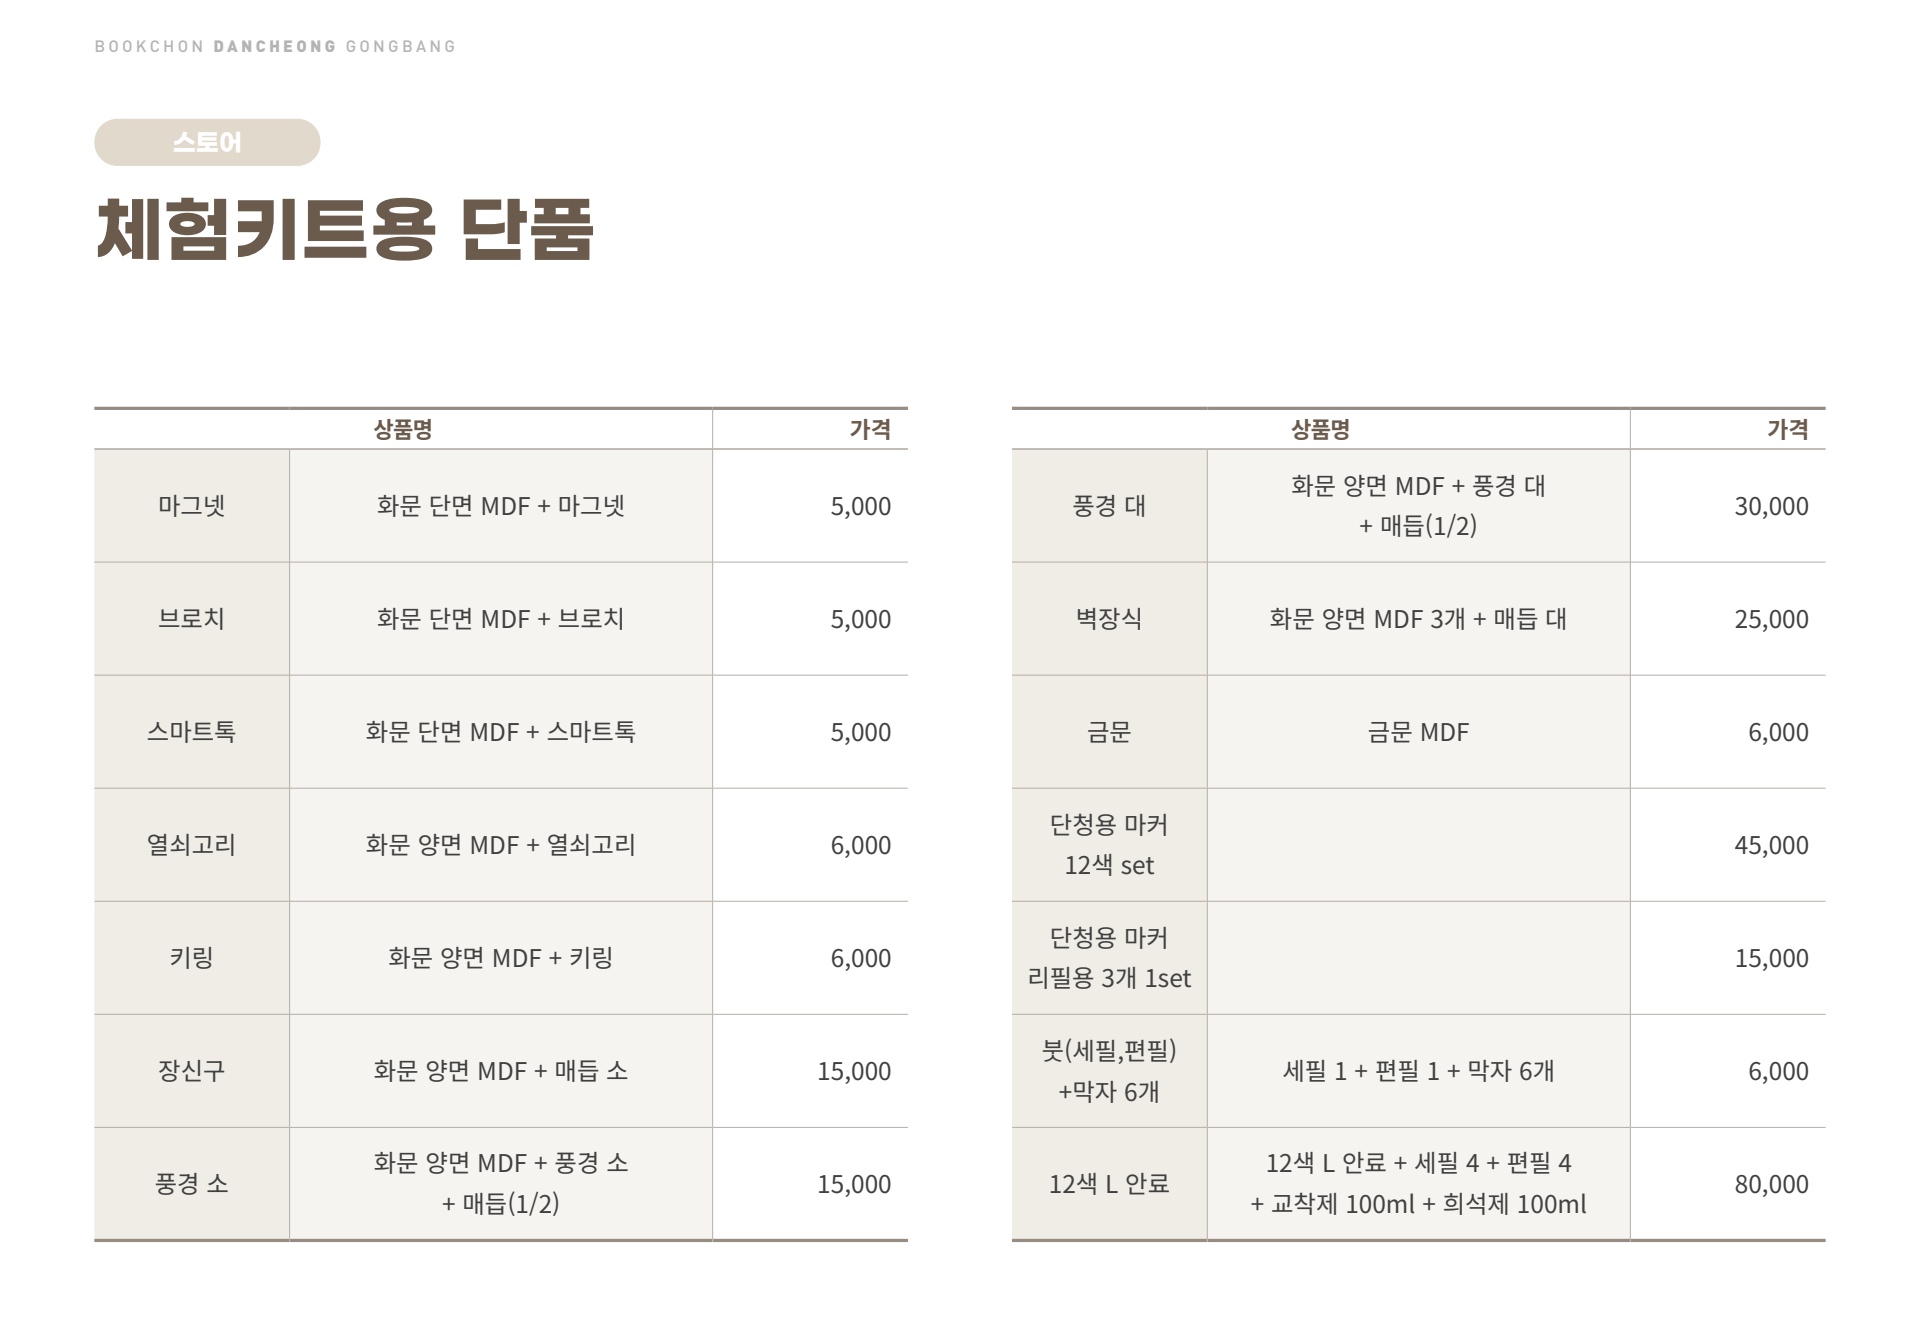 BOOKCHON DANCHEONG GONGBANG
스토어
체험키트용 단품
상품명 가격
마그넷 화문 단면 MDF + 마그넷 5,000
브로치 화문 단면 MDF + 브로치 5,000
스마트톡 화문 단면 MDF + 스마트톡 5,000
열쇠고리 화문 양면 MDF + 열쇠고리 6,000
키링 화문 양면 MDF + 키링 6,000
장신구 화문 양면 MDF + 매듭 소 15,000
풍경 소 화문 양면 MDF + 풍경 소
+ 매듭(1/2) 15,000
상품명 가격
풍경 대 화문 양면 MDF + 풍경 대
+ 매듭(1/2) 30,000
벽장식 화문 양면 MDF 3개 + 매듭 대 25,000
금문 금문 MDF 6,000
단청용 마커
12색 set 45,000
단청용 마커
리필용 3개 1set 15,000
붓(세필,편필)
+막자 6개 세필 1 + 편필 1 + 막자 6개 6,000
12색 L 안료 12색 L 안료 + 세필 4 + 편필 4
+ 교착제 100ml + 희석제 100ml 80,000